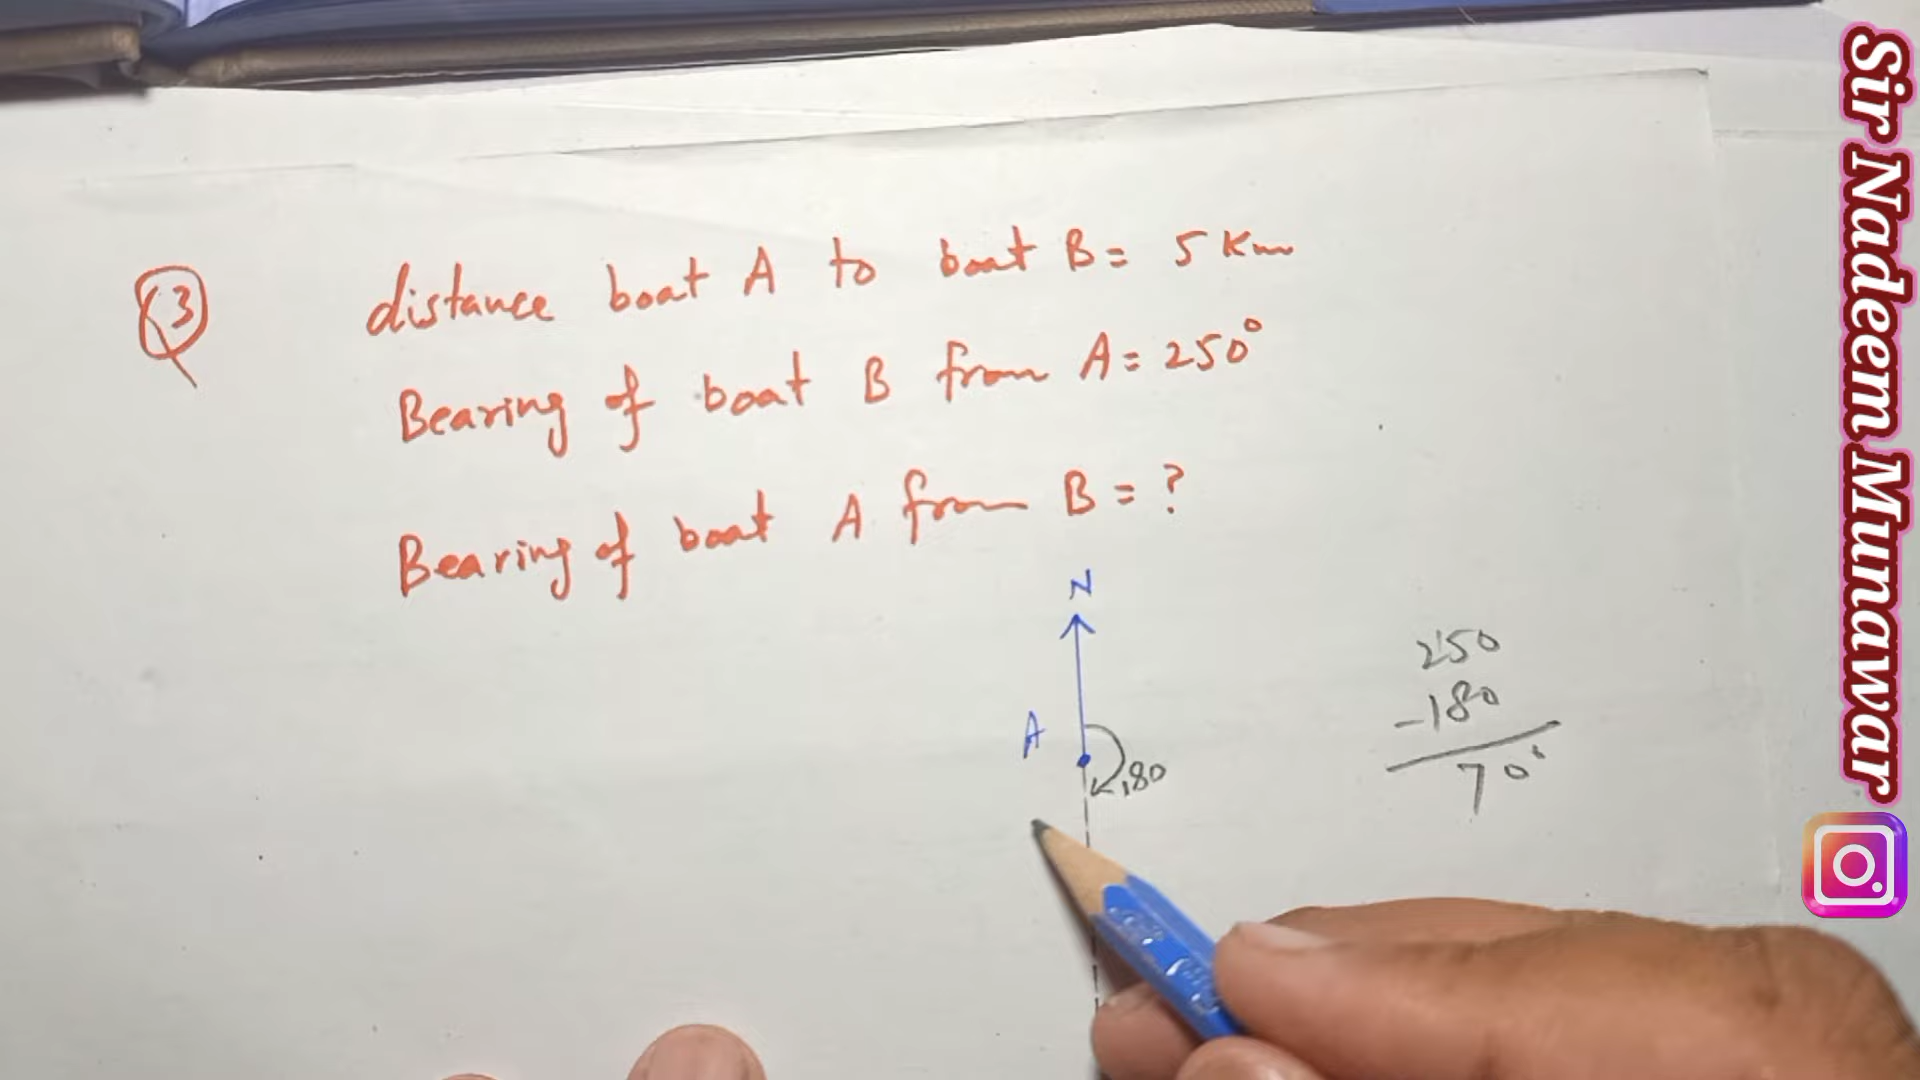 Q3
distance boat A to boat B = 5 Km
Bearing of boat B from A = 250°
Bearing of boat A from B = ?
N
A
180
250
-180
70°
Sir Nadeem Munawar